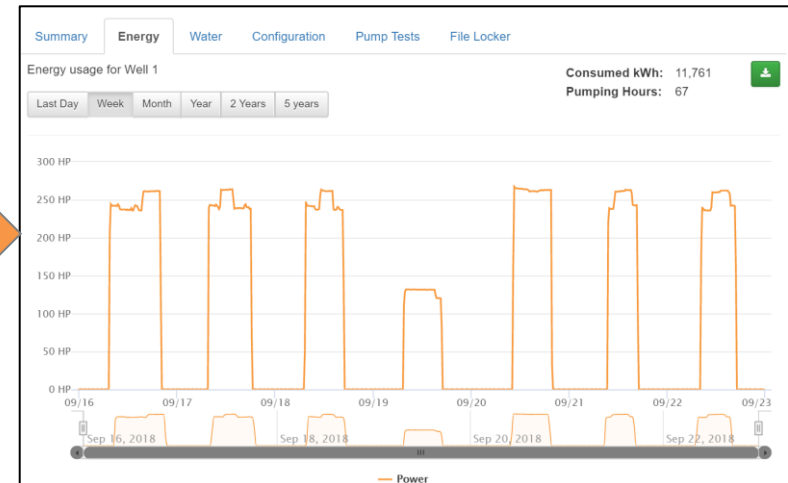 Summary Energy Water Configuration Pump Tests File Locker
Energy usage for Well 1
Consumed kWh: 11,761
Pumping Hours: 67
Last Day Week Month Year 2 Years 5 years
300 HP
250 HP
200 HP
150 HP
100 HP
50 HP
0 HP
09/16 09/17 09/18 09/19 09/20 09/21 09/22 09/23
Sep 16, 2018 Sep 18, 2018 Sep 20, 2018 Sep 22, 2018
Power